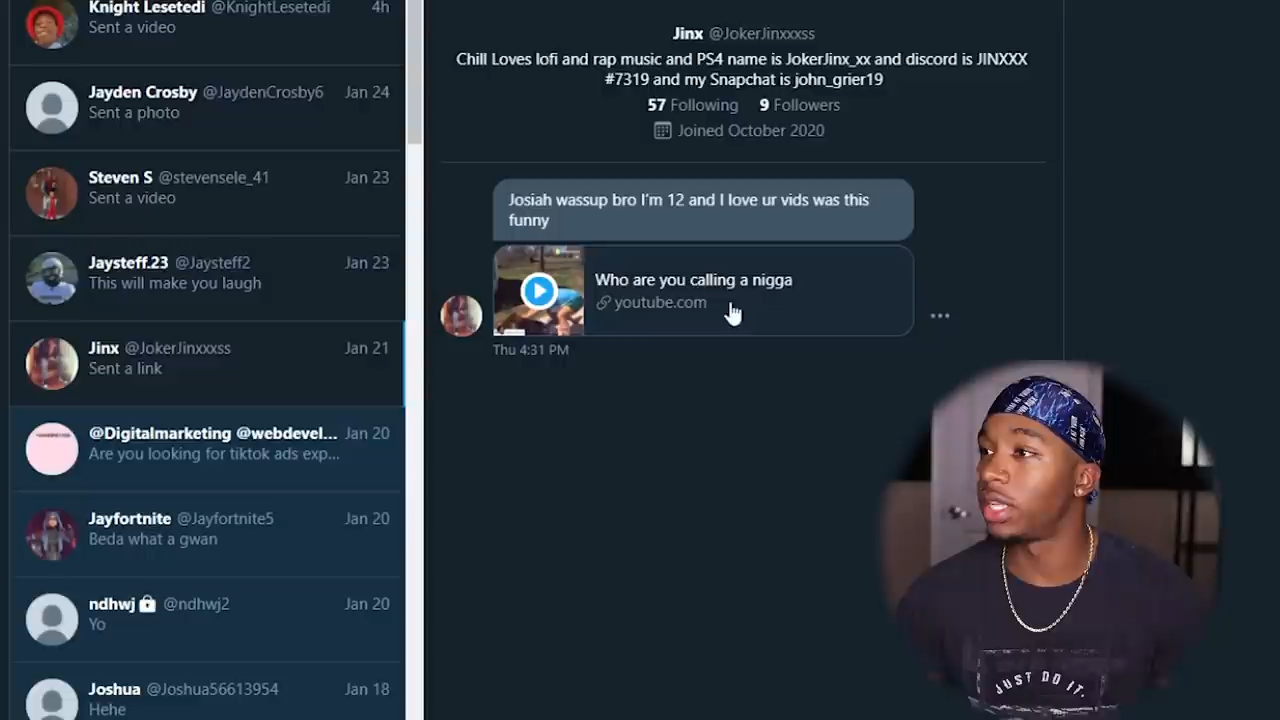 Knight Lesetedi @KnightLesetedi 4h
Sent a video
Jayden Crosby @JaydenCrosby6 Jan 24
Sent a photo
Steven S @stevensele_41 Jan 23
Sent a video
Jaysteff.23 @Jaysteff2 Jan 23
This will make you laugh
Jinx @JokerJinxxxss Jan 21
Sent a link
@Digitalmarketing @webdevel... Jan 20
Are you looking for tiktok ads exp...
Jayfortnite @Jayfortnite5 Jan 20
Beda what a gwan
ndhwj @ndhwj2 Jan 20
Yo
Joshua @Joshua56613954 Jan 18
Hehe
Jinx @JokerJinxxxss
Chill Loves lofi and rap music and PS4 name is JokerJinx_xx and discord is JINXXX
#7319 and my Snapchat is john_grier19
57 Following 9 Followers
Joined October 2020
Josiah wassup bro I'm 12 and I love ur vids was this
funny
Who are you calling a nigga
youtube.com
Thu 4:31 PM
JUST DO IT.